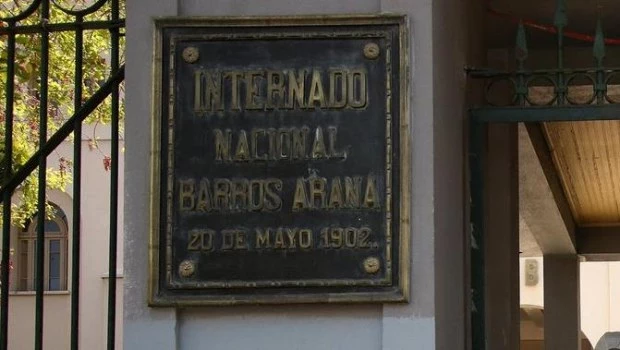 INTERNADO
NACIONAL
BARROS ARANA
20 DE MAYO 1902.